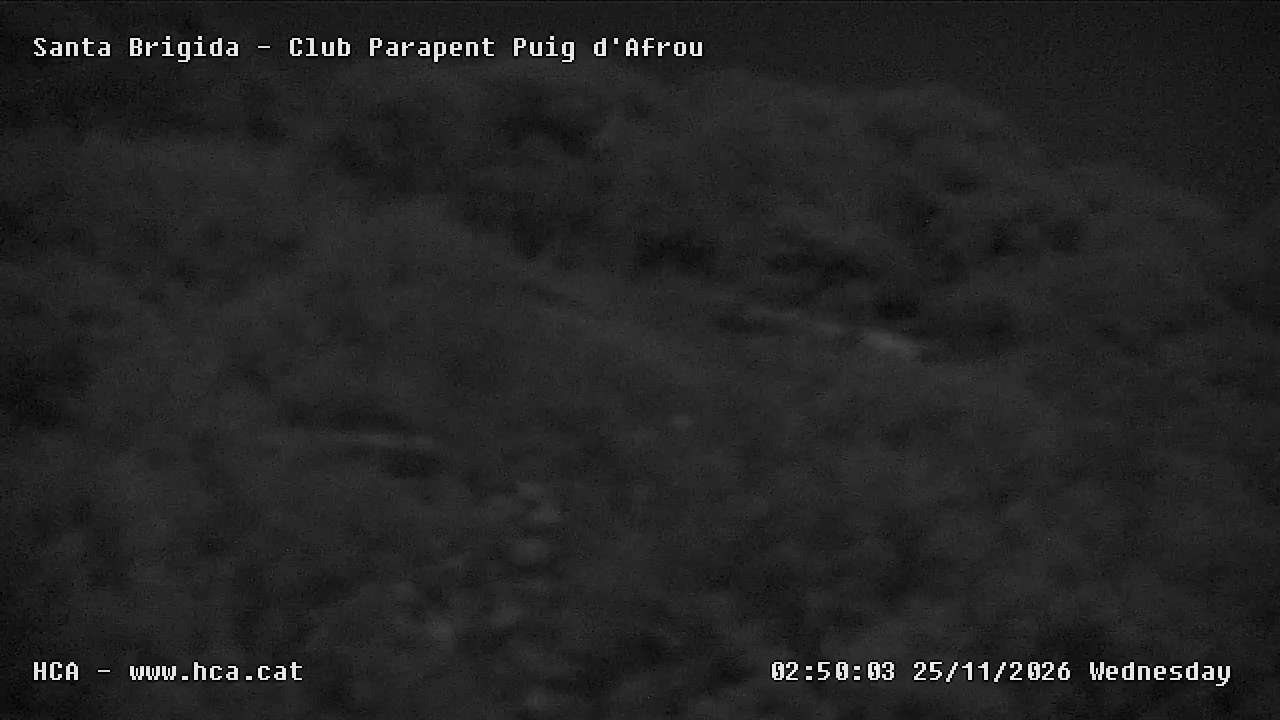 Santa Brigida - Club Parapent Puig d'Afrou
HCA - www.hca.cat
02:50:03 25/11/2026 Wednesday